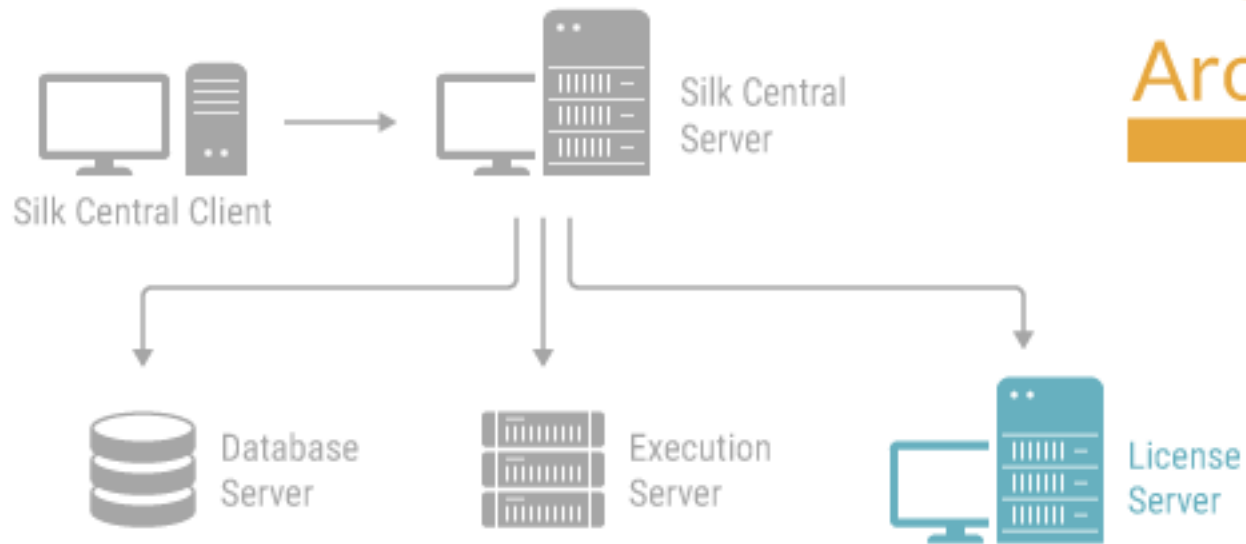 Silk Central
Server
Silk Central Client
Database
Server
Execution
Server
License
Server